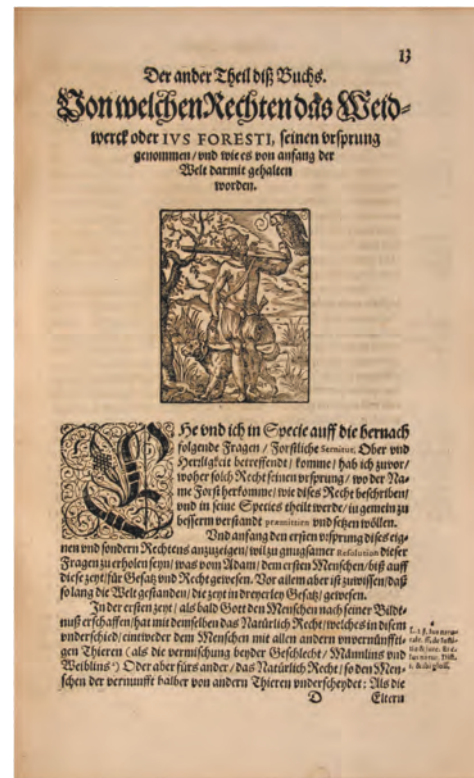 13
Der ander Theil diß Buchs.
Von welchen Rechten das Weid-
werck oder IVS FORESTI, seinen vrsprung
genommen/vnd wie es von anfang der
Welt darmit gehalten
worden.
EHe vnd ich in Specie auff die hernach
folgende Fragen/Forstliche Seruitut, Ober vnd
Herrligkeit betreffendt/komme/hab ich zuvor/
woher solch Recht seinen vrsprung/wo der Na-
me Forst herkomme/wie dises Recht beschriben/
vnd in seine Species theilt werde/in gemein zu
besserm verstandt præmittirn vnd setzen wöllen.
Vnd anfangs den ersten vrsprung dises eig-
nen vnd sondern Rechtens anzuzeigen/wil zu gnugsamer Resolution dieser
Fragen zu erholen seyn/was vom Adam/dem ersten Menschen/biß auff
diese zeyt/für Gesatz vnd Recht gewesen. Vor allem aber ist zuwissen/daß
so lang die Welt gestanden/die zeyt in dreyerley Gesatz/gewesen.
In der ersten zeyt/als bald Gott den Menschen nach seiner Bildt-
nuß erschaffen/hat mit demselben das Natürlich Recht/welches in disem
vnderschied/eintweder dem Menschen mit allen andern vnvernünffti-
gen Thieren (als die vermischung beyder Geschlecht/Männlins vnd
Weiblins) Oder aber fürs ander/das Natürlich Recht/so den Men-
schen der vernunfft halber von andern Thieren vnderscheydet: Als die
D Eltern